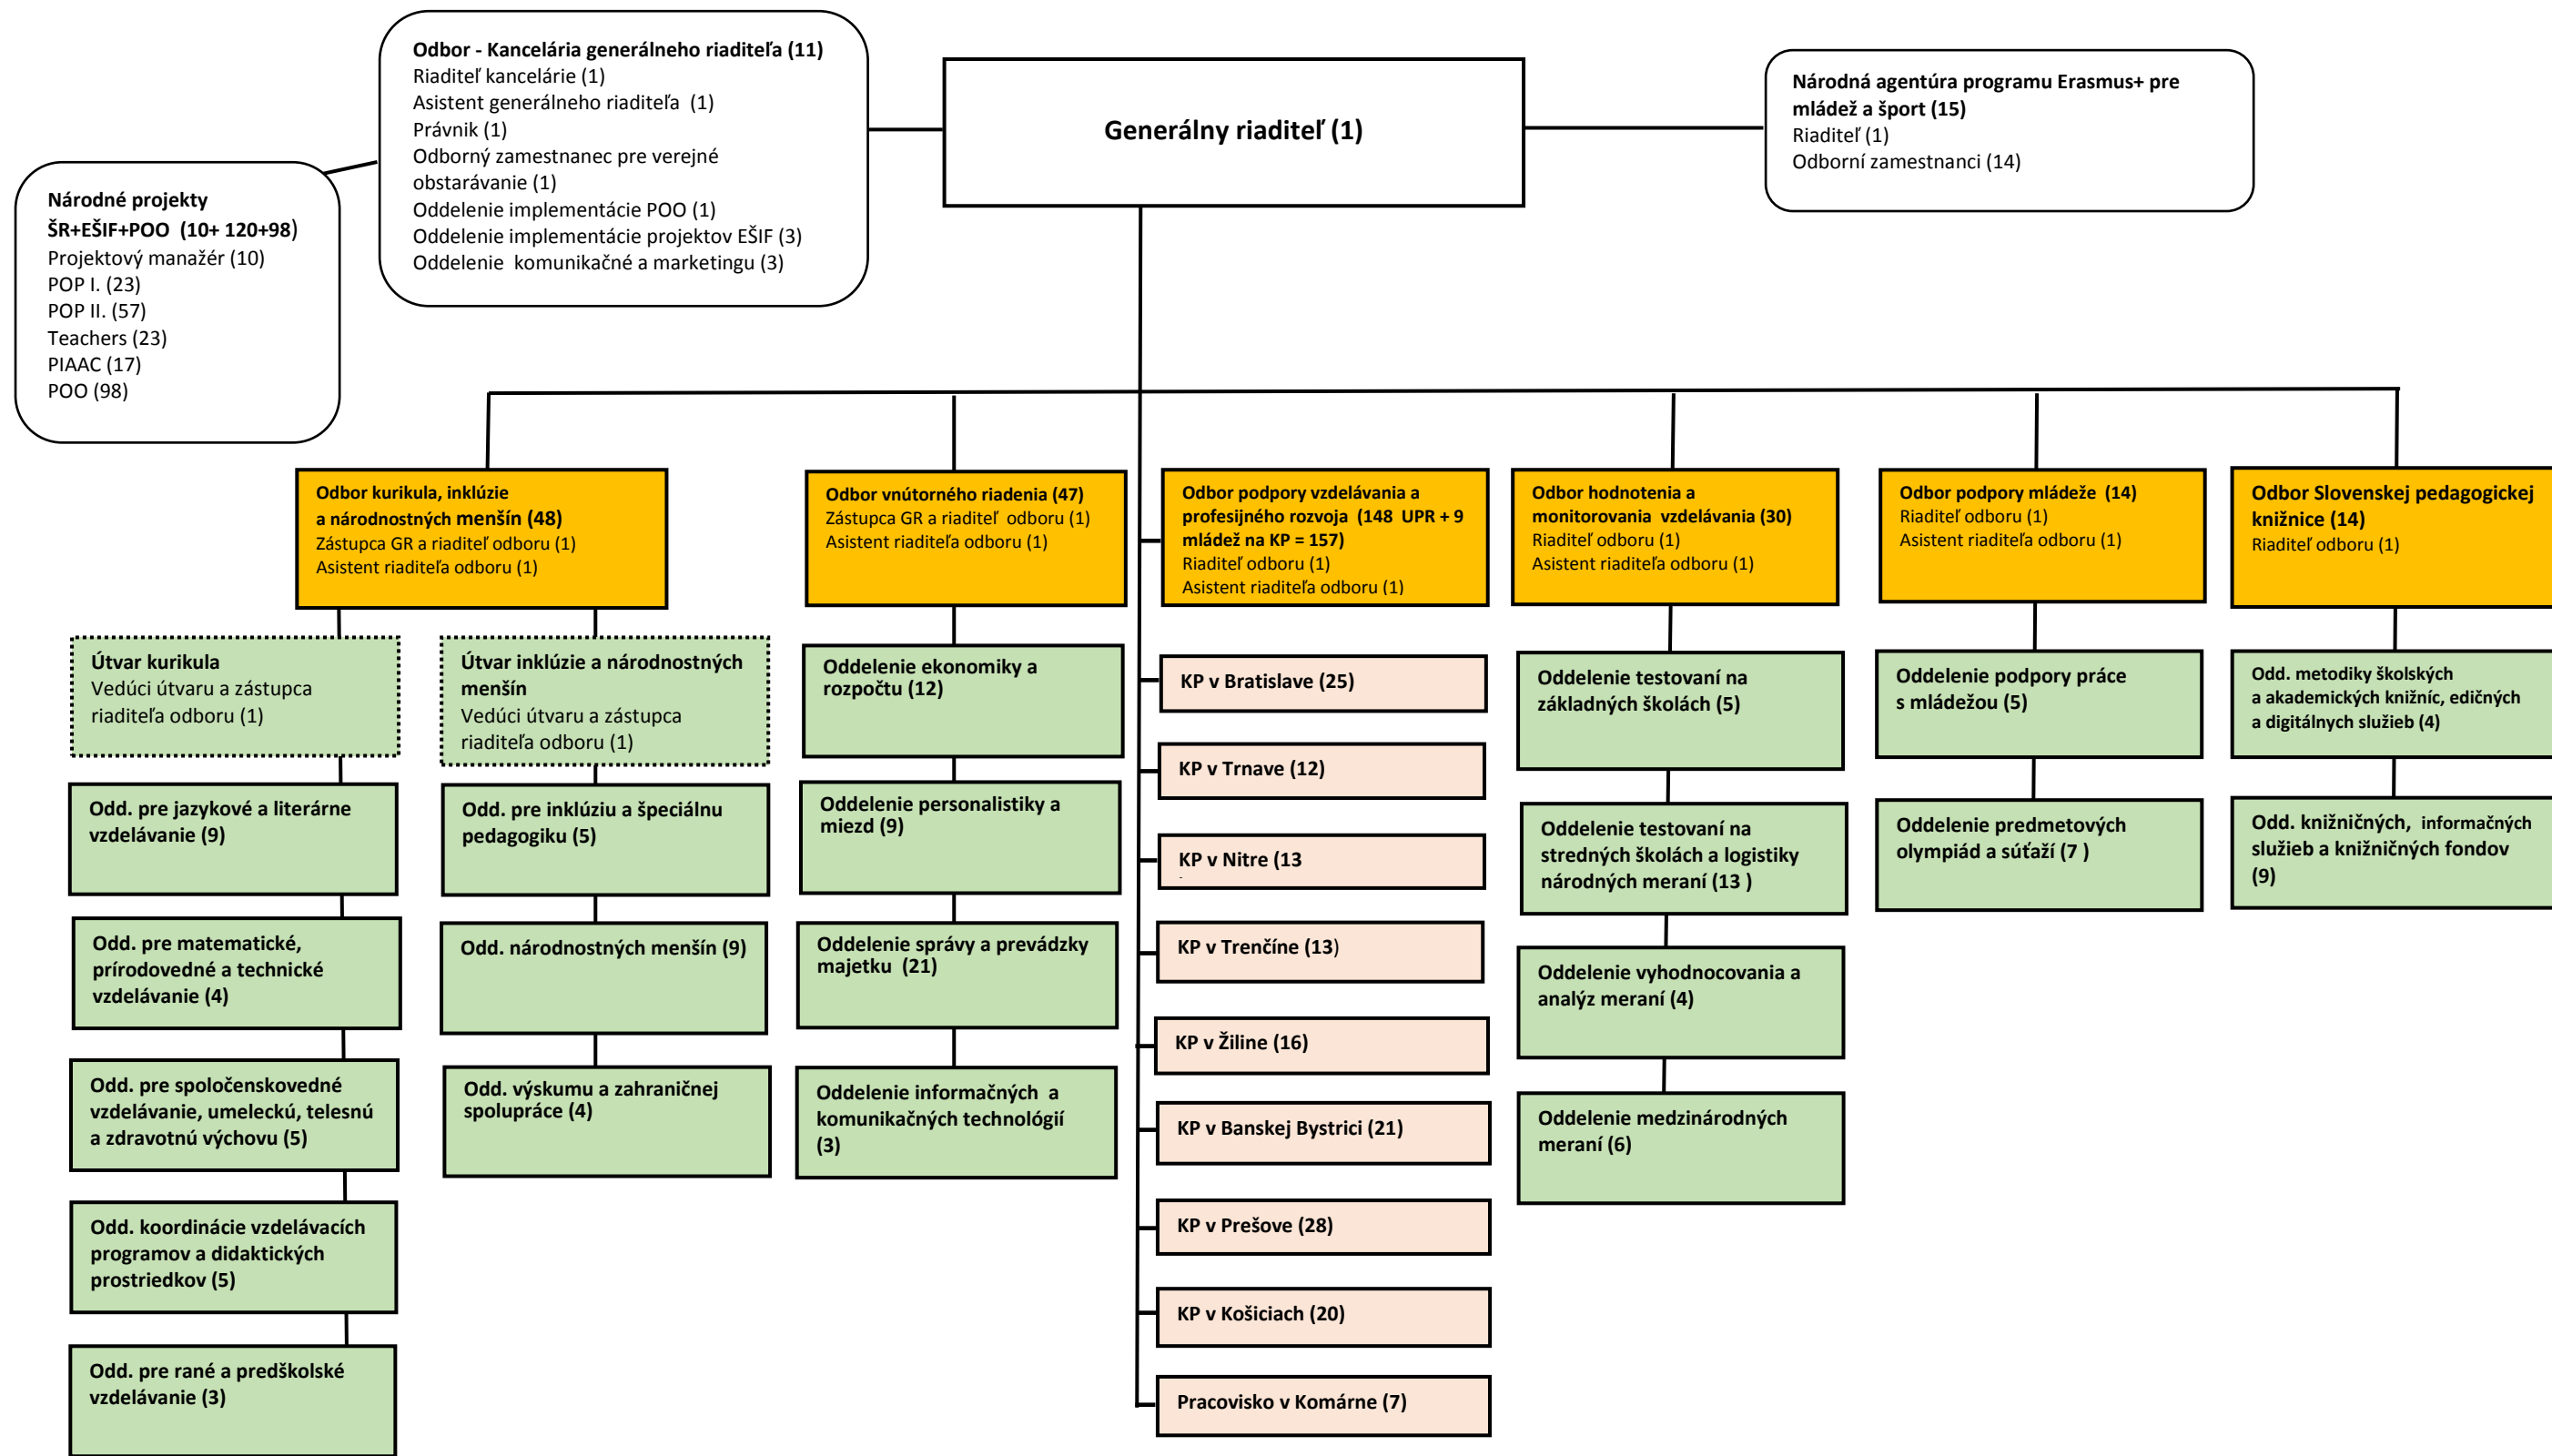 Odbor - Kancelária generálneho riaditeľa (11)
Riaditeľ kancelárie (1)
Asistent generálneho riaditeľa (1)
Právnik (1)
Odborný zamestnanec pre verejné
obstarávanie (1)
Oddelenie implementácie POO (1)
Oddelenie implementácie projektov EŠIF (3)
Oddelenie komunikačné a marketingu (3)
Generálny riaditeľ (1)
Národná agentúra programu Erasmus+ pre
mládež a šport (15)
Riaditeľ (1)
Odborní zamestnanci (14)
Národné projekty
ŠR+EŠIF+POO (10+ 120+98)
Projektový manažér (10)
POP I. (23)
POP II. (57)
Teachers (23)
PIAAC (17)
POO (98)
Odbor kurikula, inklúzie
a národnostných menšín (48)
Zástupca GR a riaditeľ odboru (1)
Asistent riaditeľa odboru (1)
Odbor vnútorného riadenia (47)
Zástupca GR a riaditeľ odboru (1)
Asistent riaditeľa odboru (1)
Odbor podpory vzdelávania a
profesijného rozvoja (148 UPR + 9
mládež na KP = 157)
Riaditeľ odboru (1)
Asistent riaditeľa odboru (1)
Odbor hodnotenia a
monitorovania vzdelávania (30)
Riaditeľ odboru (1)
Asistent riaditeľa odboru (1)
Odbor podpory mládeže (14)
Riaditeľ odboru (1)
Asistent riaditeľa odboru (1)
Odbor Slovenskej pedagogickej
knižnice (14)
Riaditeľ odboru (1)
Útvar kurikula
Vedúci útvaru a zástupca
riaditeľa odboru (1)
Odd. pre jazykové a literárne
vzdelávanie (9)
Odd. pre matematické,
prírodovedné a technické
vzdelávanie (4)
Odd. pre spoločenskovedné
vzdelávanie, umeleckú, telesnú
a zdravotnú výchovu (5)
Odd. koordinácie vzdelávacích
programov a didaktických
prostriedkov (5)
Odd. pre rané a predškolské
vzdelávanie (3)
Útvar inklúzie a národnostných
menšín
Vedúci útvaru a zástupca
riaditeľa odboru (1)
Odd. pre inklúziu a špeciálnu
pedagogiku (5)
Odd. národnostných menšín (9)
Odd. výskumu a zahraničnej
spolupráce (4)
Oddelenie ekonomiky a
rozpočtu (12)
Oddelenie personalistiky a
miezd (9)
Oddelenie správy a prevádzky
majetku (21)
Oddelenie informačných a
komunikačných technológií
(3)
KP v Bratislave (25)
KP v Trnave (12)
KP v Nitre (13
KP v Trenčíne (13)
KP v Žiline (16)
KP v Banskej Bystrici (21)
KP v Prešove (28)
KP v Košiciach (20)
Pracovisko v Komárne (7)
Oddelenie testovaní na
základných školách (5)
Oddelenie testovaní na
stredných školách a logistiky
národných meraní (13 )
Oddelenie vyhodnocovania a
analýz meraní (4)
Oddelenie medzinárodných
meraní (6)
Oddelenie podpory práce
s mládežou (5)
Oddelenie predmetových
olympiád a súťaží (7 )
Odd. metodiky školských
a akademických knižníc, edičných
a digitálnych služieb (4)
Odd. knižničných, informačných
služieb a knižničných fondov
(9)